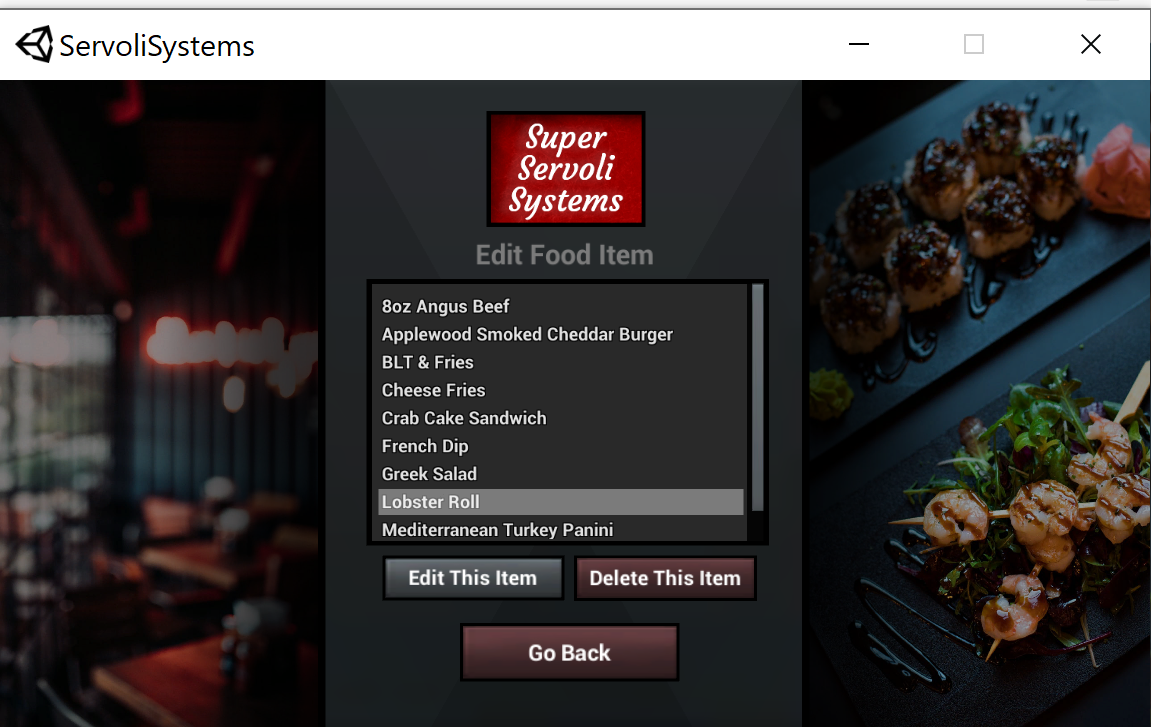 ServoliSystems
Super
Servoli
Systems
Edit Food Item
8oz Angus Beef
Applewood Smoked Cheddar Burger
BLT & Fries
Cheese Fries
Crab Cake Sandwich
French Dip
Greek Salad
Lobster Roll
Mediterranean Turkey Panini
Edit This Item
Delete This Item
Go Back